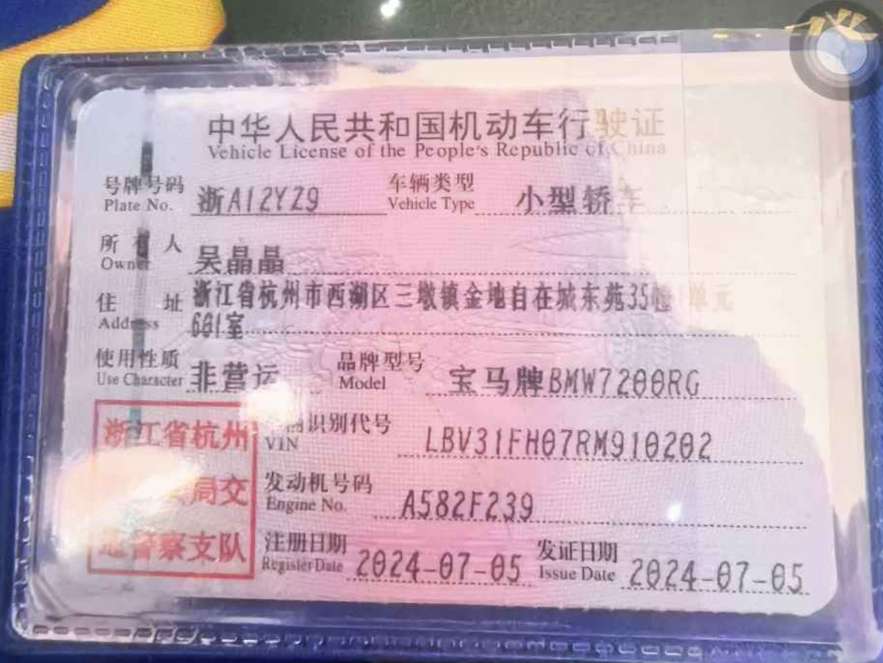 中华人民共和国机动车行驶证
Vehicle License of the People's Republic of China
号牌号码 浙A12YZ9 车辆类型 小型轿车
Plate No. Vehicle Type
所有人 吴晶晶
Owner
住址 浙江省杭州市西湖区三墩镇金地自在城东苑35幢1单元
Address 601室
使用性质 非营运 品牌型号 宝马牌BMW7200RG
Use Character Model
识别代号 LBV31FH07RM910202
VIN
发动机号码 A582F239
Engine No.
注册日期 2024-07-05 发证日期 2024-07-05
Register Date Issue Date
浙江省杭州
局交
警察支队